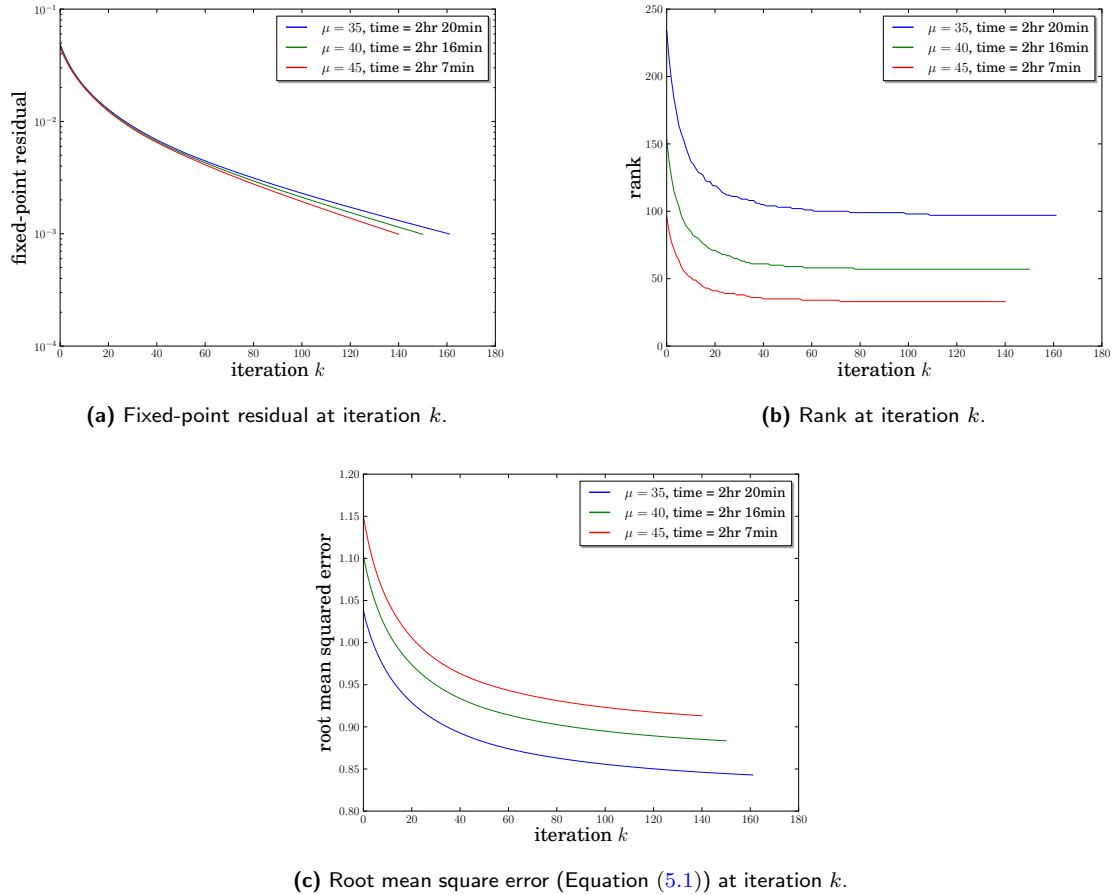 μ = 35, time = 2hr 20min
μ = 40, time = 2hr 16min
μ = 45, time = 2hr 7min
10⁻¹
10⁻²
10⁻³
10⁻⁴
fixed-point residual
0 20 40 60 80 100 120 140 160 180
iteration k
(a) Fixed-point residual at iteration k.
μ = 35, time = 2hr 20min
μ = 40, time = 2hr 16min
μ = 45, time = 2hr 7min
250
200
150
100
50
0
rank
0 20 40 60 80 100 120 140 160 180
iteration k
(b) Rank at iteration k.
μ = 35, time = 2hr 20min
μ = 40, time = 2hr 16min
μ = 45, time = 2hr 7min
1.20
1.15
1.10
1.05
1.00
0.95
0.90
0.85
0.80
root mean squared error
0 20 40 60 80 100 120 140 160 180
iteration k
(c) Root mean square error (Equation (5.1)) at iteration k.